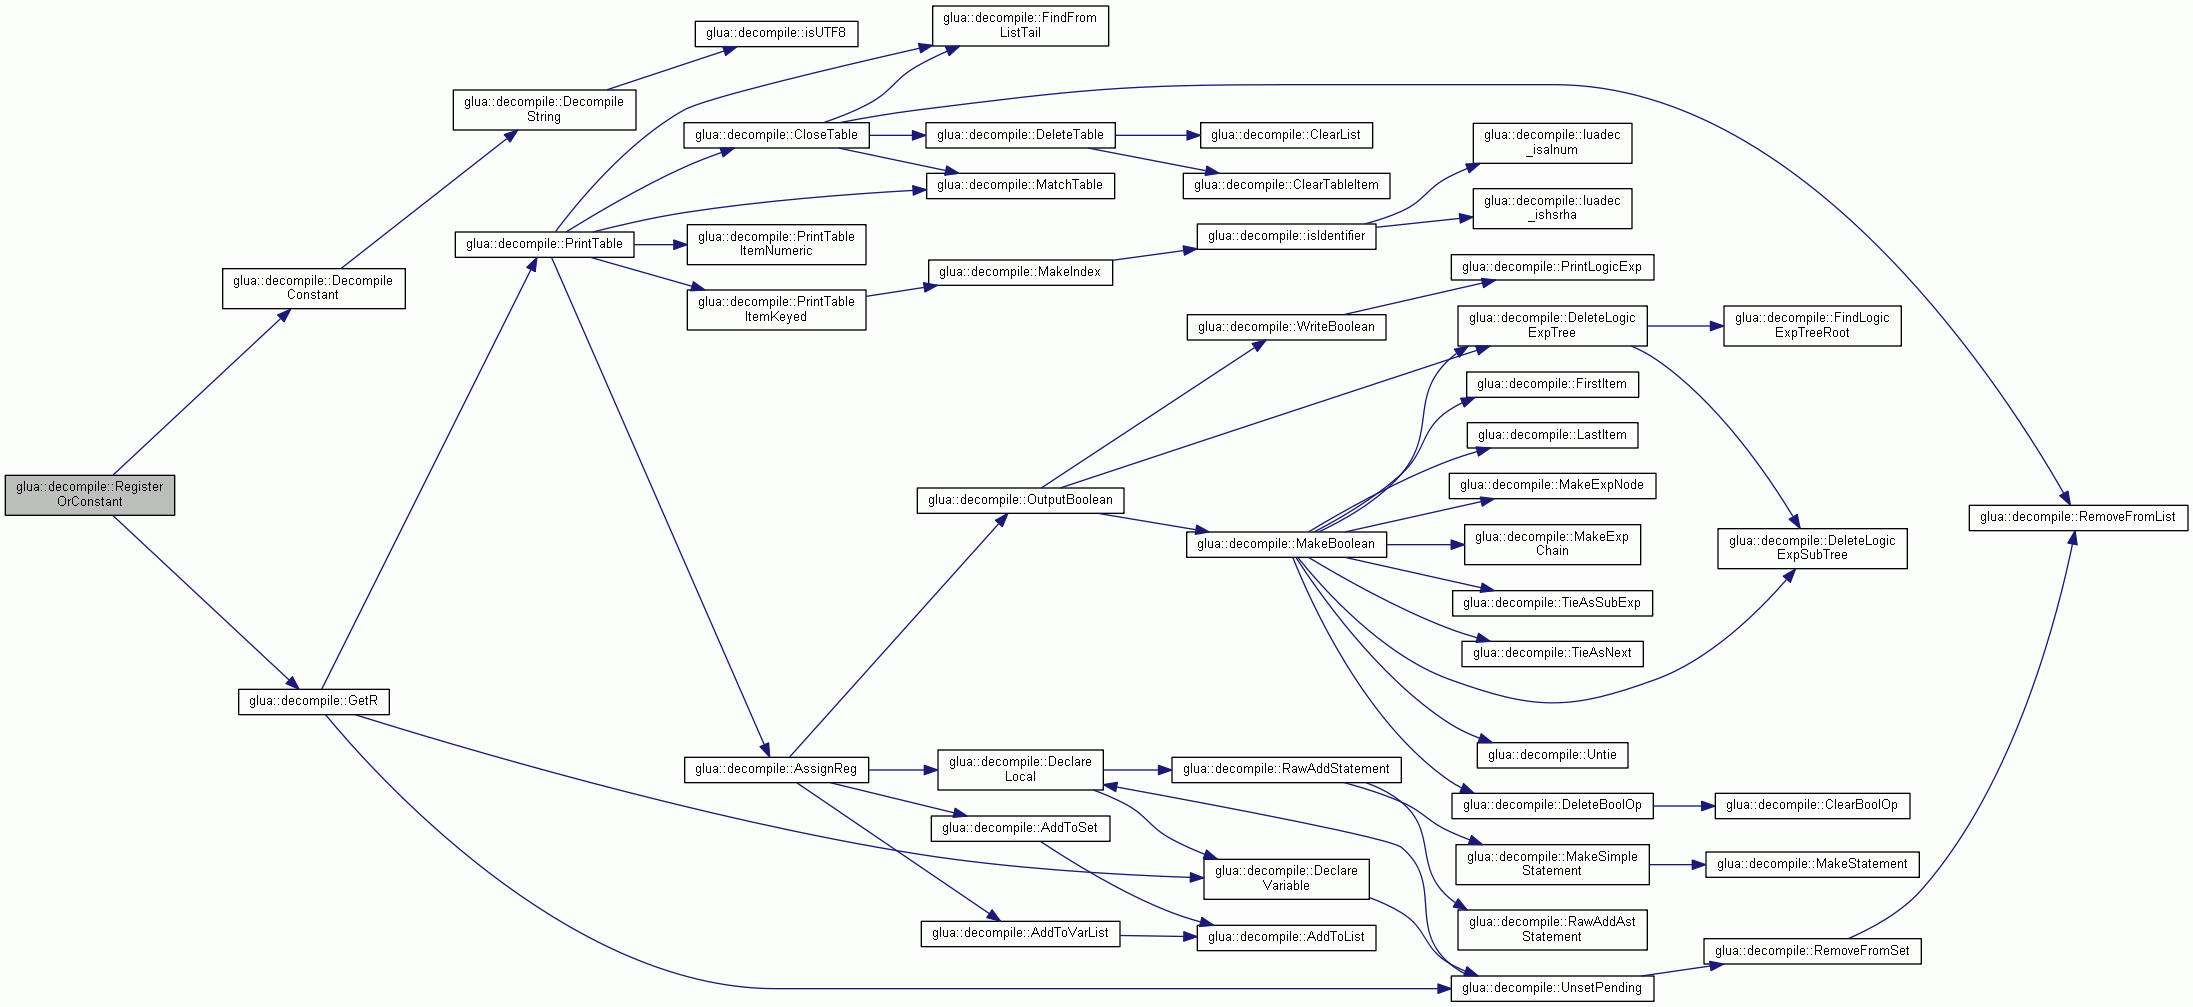 glua::decompile::FindFrom
ListTail
glua::decompile::isUTF8
glua::decompile::Decompile
String
glua::decompile::CloseTable
glua::decompile::DeleteTable
glua::decompile::ClearList
glua::decompile::luadec
_isalnum
glua::decompile::MatchTable
glua::decompile::ClearTableItem
glua::decompile::luadec
_ishsrha
glua::decompile::PrintTable
glua::decompile::PrintTable
ItemNumeric
glua::decompile::isIdentifier
glua::decompile::Decompile
Constant
glua::decompile::PrintTable
ItemKeyed
glua::decompile::MakeIndex
glua::decompile::PrintLogicExp
glua::decompile::WriteBoolean
glua::decompile::DeleteLogic
ExpTree
glua::decompile::FindLogic
ExpTreeRoot
glua::decompile::FirstItem
glua::decompile::LastItem
glua::decompile::Register
OrConstant
glua::decompile::OutputBoolean
glua::decompile::MakeExpNode
glua::decompile::RemoveFromList
glua::decompile::MakeBoolean
glua::decompile::MakeExp
Chain
glua::decompile::DeleteLogic
ExpSubTree
glua::decompile::TieAsSubExp
glua::decompile::TieAsNext
glua::decompile::GetR
glua::decompile::Untie
glua::decompile::AssignReg
glua::decompile::Declare
Local
glua::decompile::RawAddStatement
glua::decompile::DeleteBoolOp
glua::decompile::ClearBoolOp
glua::decompile::AddToSet
glua::decompile::Declare
Variable
glua::decompile::MakeSimple
Statement
glua::decompile::MakeStatement
glua::decompile::AddToVarList
glua::decompile::AddToList
glua::decompile::RawAddAst
Statement
glua::decompile::RemoveFromSet
glua::decompile::UnsetPending